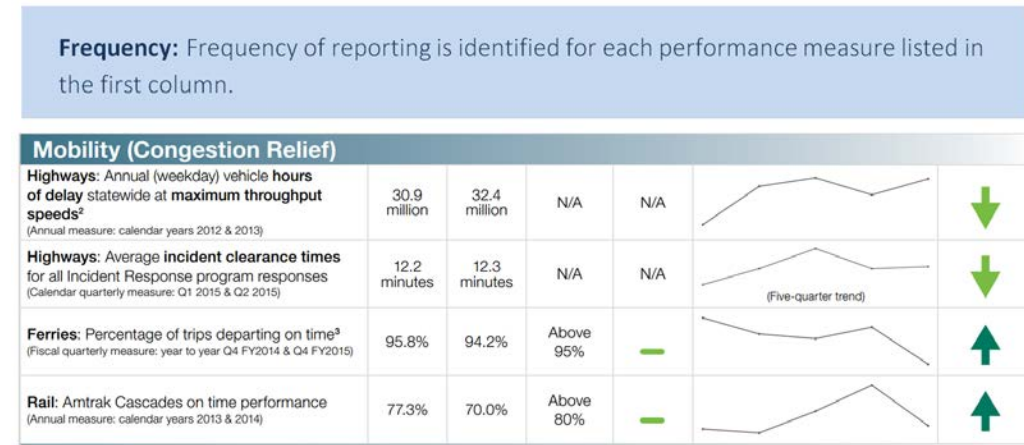 Frequency: Frequency of reporting is identified for each performance measure listed in
the first column.
Mobility (Congestion Relief)
Highways: Annual (weekday) vehicle hours
of delay statewide at maximum throughput
speeds²
(Annual measure: calendar years 2012 & 2013)
30.9
million
32.4
million
N/A
N/A
Highways: Average incident clearance times
for all Incident Response program responses
(Calendar quarterly measure: Q1 2015 & Q2 2015)
12.2
minutes
12.3
minutes
N/A
N/A
(Five-quarter trend)
Ferries: Percentage of trips departing on time³
(Fiscal quarterly measure: year to year Q4 FY2014 & Q4 FY2015)
95.8%
94.2%
Above
95%
Rail: Amtrak Cascades on time performance
(Annual measure: calendar years 2013 & 2014)
77.3%
70.0%
Above
80%